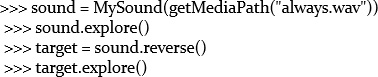 >>> sound = MySound(getMediaPath("always.wav"))
>>> sound.explore()
>>> target = sound.reverse()
>>> target.explore()